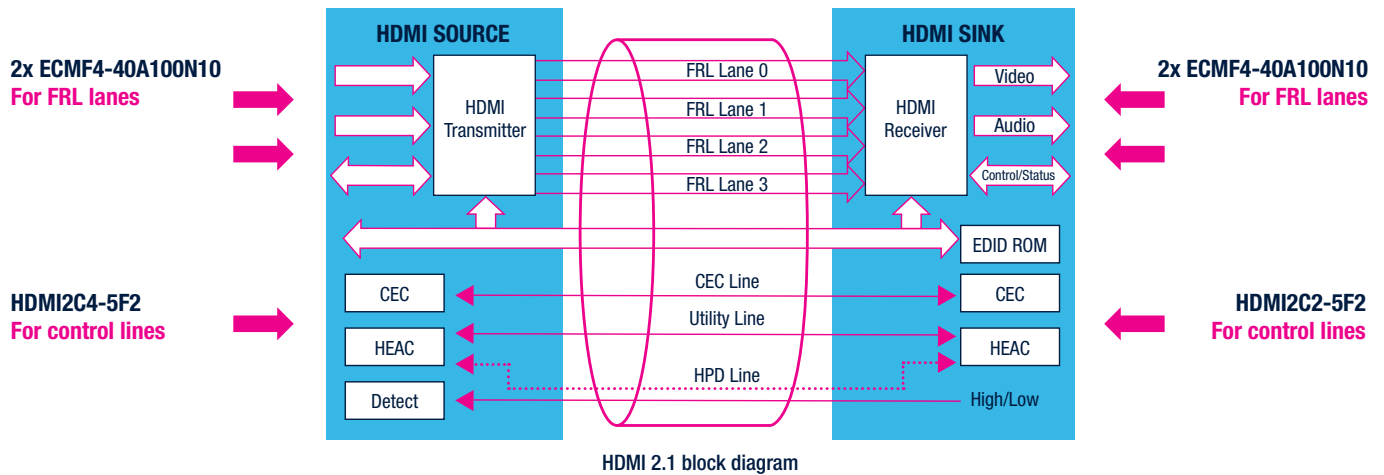 HDMI SOURCE
HDMI SINK
2x ECMF4-40A100N10
For FRL lanes
HDMI
Transmitter
FRL Lane 0
FRL Lane 1
FRL Lane 2
FRL Lane 3
HDMI
Receiver
Video
Audio
Control/Status
2x ECMF4-40A100N10
For FRL lanes
EDID ROM
HDMI2C4-5F2
For control lines
CEC
CEC Line
CEC
HEAC
Utility Line
HEAC
HPD Line
Detect
High/Low
HDMI2C2-5F2
For control lines
HDMI 2.1 block diagram